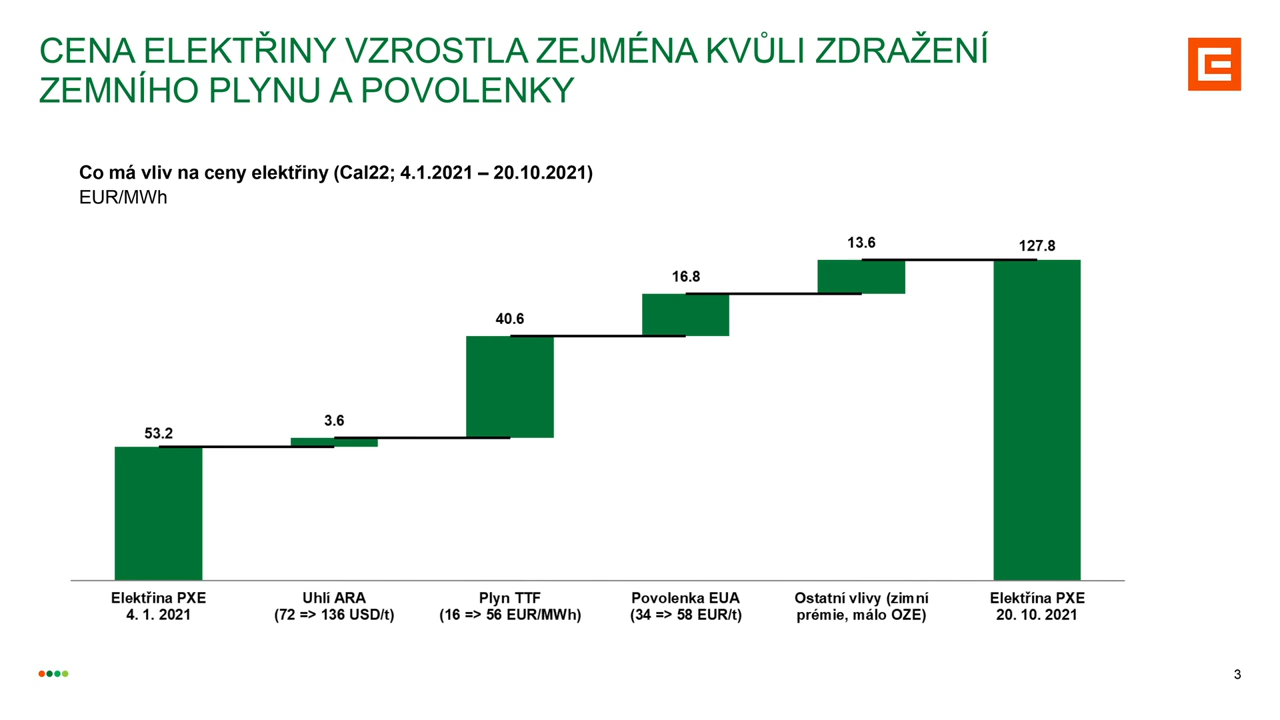 CENA ELEKTŘINY VZROSTLA ZEJMÉNA KVŮLI ZDRAŽENÍ
ZEMNÍHO PLYNU A POVOLENKY
Co má vliv na ceny elektřiny (Cal22; 4.1.2021 – 20.10.2021)
EUR/MWh
53.2
3.6
40.6
16.8
13.6
127.8
Elektřina PXE
4. 1. 2021
Uhlí ARA
(72 => 136 USD/t)
Plyn TTF
(16 => 56 EUR/MWh)
Povolenka EUA
(34 => 58 EUR/t)
Ostatní vlivy (zimní
prémie, málo OZE)
Elektřina PXE
20. 10. 2021
3